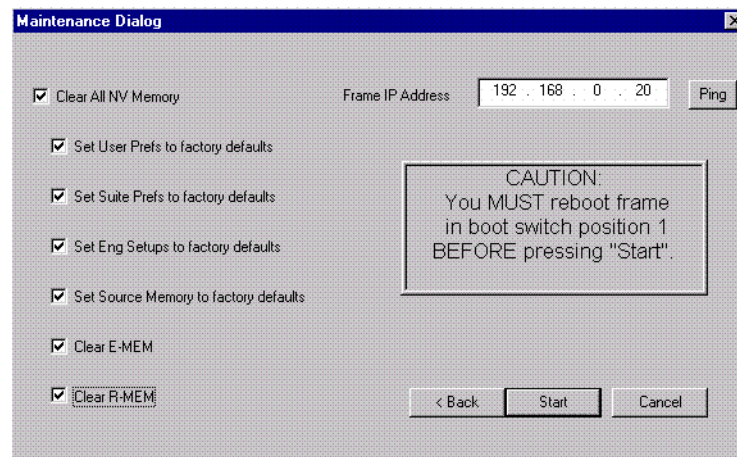 Maintenance Dialog
Clear All NV Memory
Frame IP Address
192 . 168 . 0 . 20
Ping
Set User Prefs to factory defaults
Set Suite Prefs to factory defaults
Set Eng Setups to factory defaults
Set Source Memory to factory defaults
Clear E-MEM
Clear R-MEM
CAUTION:
You MUST reboot frame
in boot switch position 1
BEFORE pressing "Start".
< Back
Start
Cancel